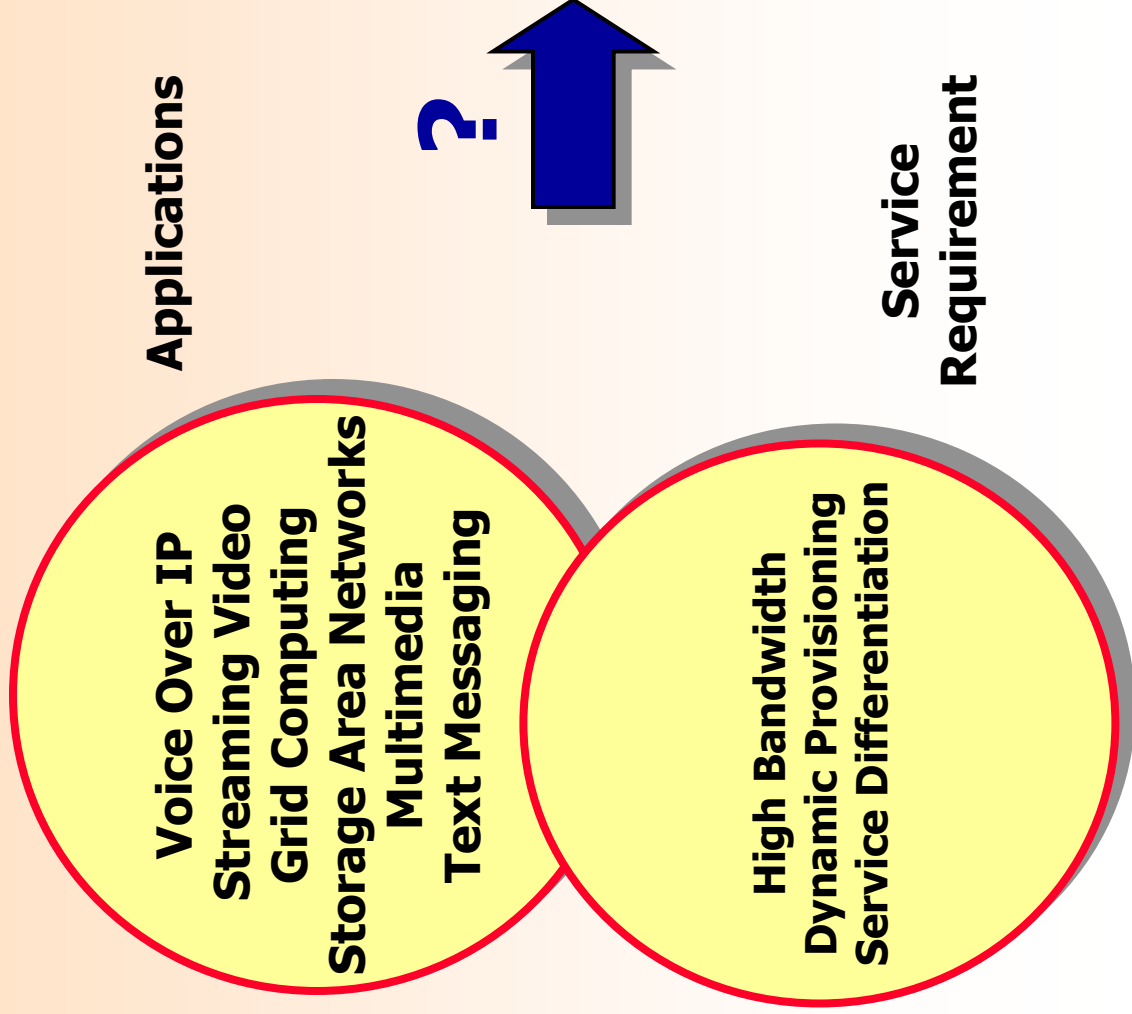 Voice Over IP
Streaming Video
Grid Computing
Storage Area Networks
Multimedia
Text Messaging
Applications
?
High Bandwidth
Dynamic Provisioning
Service Differentiation
Service
Requirement